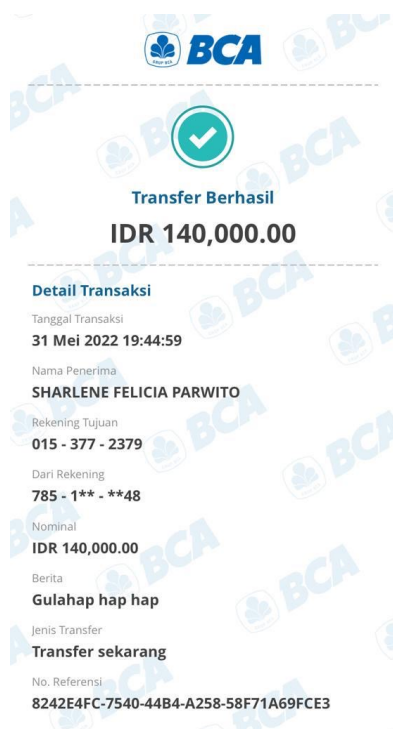 BCA
Transfer Berhasil
IDR 140,000.00
Detail Transaksi
Tanggal Transaksi
31 Mei 2022 19:44:59
Nama Penerima
SHARLENE FELICIA PARWITO
Rekening Tujuan
015 - 377 - 2379
Dari Rekening
785 - 1** - **48
Nominal
IDR 140,000.00
Berita
Gulahap hap hap
Jenis Transfer
Transfer sekarang
No. Referensi
8242E4FC-7540-44B4-A258-58F71A69FCE3